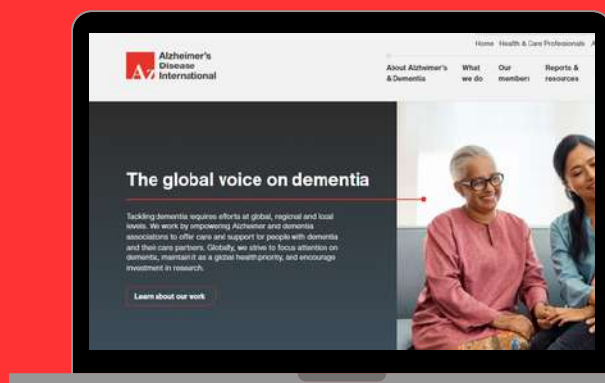 Home Health & Care Professionals A
Alzheimer's
Disease
International
Az
About Alzheimer's
& Dementia
What
we do
Our
members
Reports &
resources
The global voice on dementia
Tackling dementia requires efforts at global, regional and local
levels. We work by empowering Alzheimer and dementia
associations to offer care and support for people with dementia
and their care partners. Globally, we strive to focus attention on
dementia, maintain it as a global health priority, and encourage
investment in research.
Learn about our work